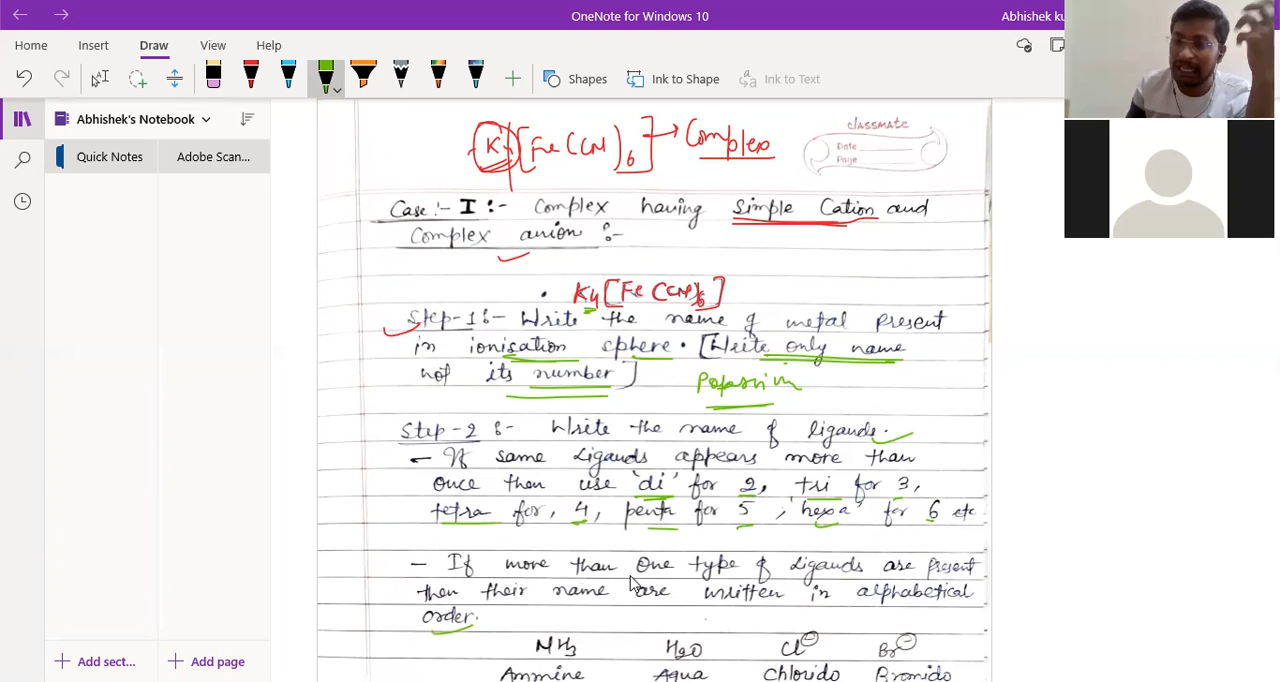 OneNote for Windows 10
Abhishek ku
Home Insert Draw View Help
Shapes Ink to Shape Ink to Text
Abhishek's Notebook
Quick Notes Adobe Scan...
K4[Fe(CN)6] → Complex
classmate
Date
Page
Case:- I :- Complex having Simple Cation and
Complex anion :-
K4[Fe(CN)6]
Step-1 :- Write the name of metal present
in ionisation sphere. [Write only name
not its number]
Step-2 :- Write the name of ligands.
- If same ligands appears more than
once then use 'di' for 2, tri for 3,
tetra for, 4, penta for 5, 'hexa' for 6 etc
- If more than One type of ligands are present
then their name are written in alphabetical
order.
NH3 H2O Cl⊖ Br⊖
Ammine Aqua Chlorido Bromido
+ Add sect... + Add page